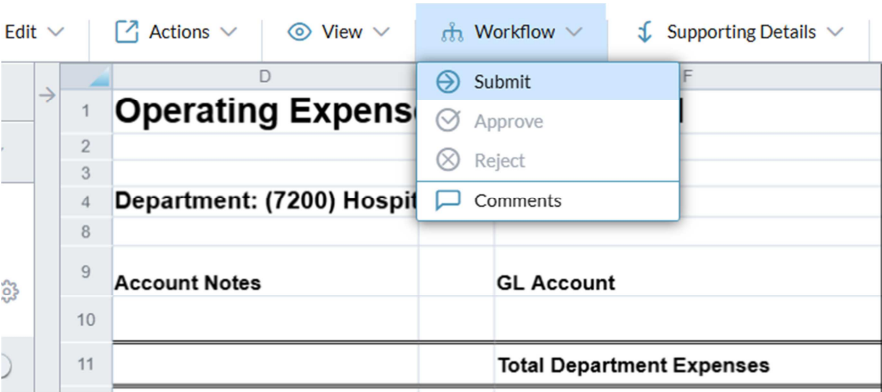 Edit Actions View Workflow Supporting Details
D F
Submit
1 Operating Expens
Approve
2
Reject
3
4 Department: (7200) Hospit
Comments
8
9 Account Notes GL Account
10
11 Total Department Expenses